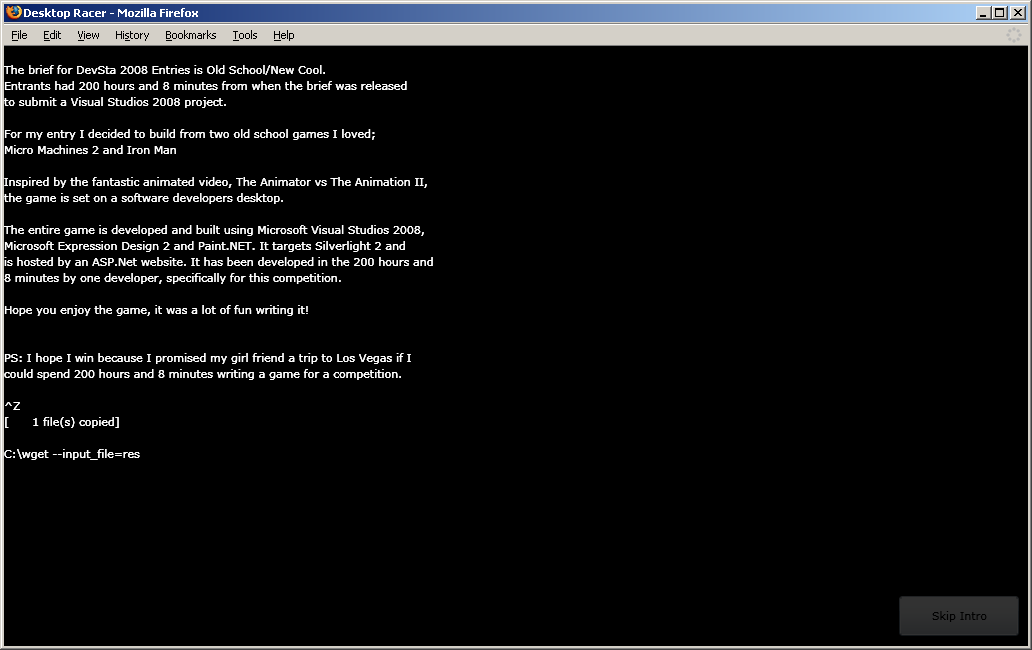 Desktop Racer - Mozilla Firefox
File Edit View History Bookmarks Tools Help
The brief for DevSta 2008 Entries is Old School/New Cool.
Entrants had 200 hours and 8 minutes from when the brief was released
to submit a Visual Studios 2008 project.
For my entry I decided to build from two old school games I loved;
Micro Machines 2 and Iron Man
Inspired by the fantastic animated video, The Animator vs The Animation II,
the game is set on a software developers desktop.
The entire game is developed and built using Microsoft Visual Studios 2008,
Microsoft Expression Design 2 and Paint.NET. It targets Silverlight 2 and
is hosted by an ASP.Net website. It has been developed in the 200 hours and
8 minutes by one developer, specifically for this competition.
Hope you enjoy the game, it was a lot of fun writing it!
PS: I hope I win because I promised my girl friend a trip to Los Vegas if I
could spend 200 hours and 8 minutes writing a game for a competition.
^Z
[ 1 file(s) copied]
C:\wget --input_file=res
Skip Intro